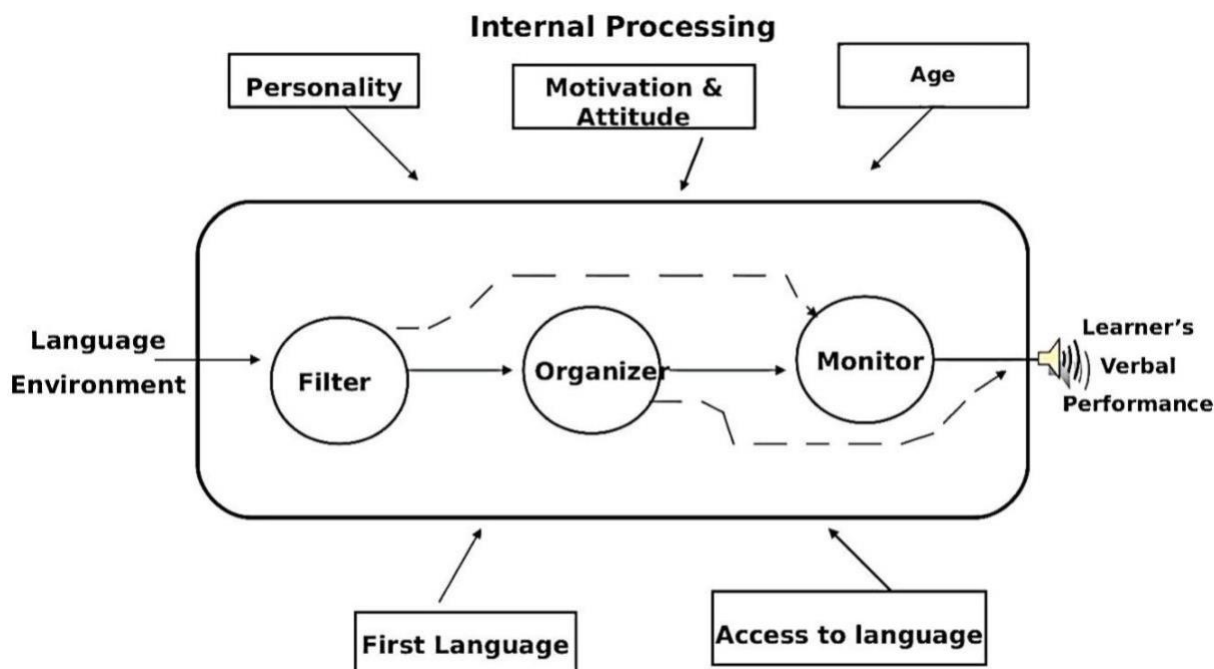 Internal Processing
Personality
Motivation &
Attitude
Age
Language
Environment
Filter
Organizer
Monitor
Learner’s
Verbal
Performance
First Language
Access to language